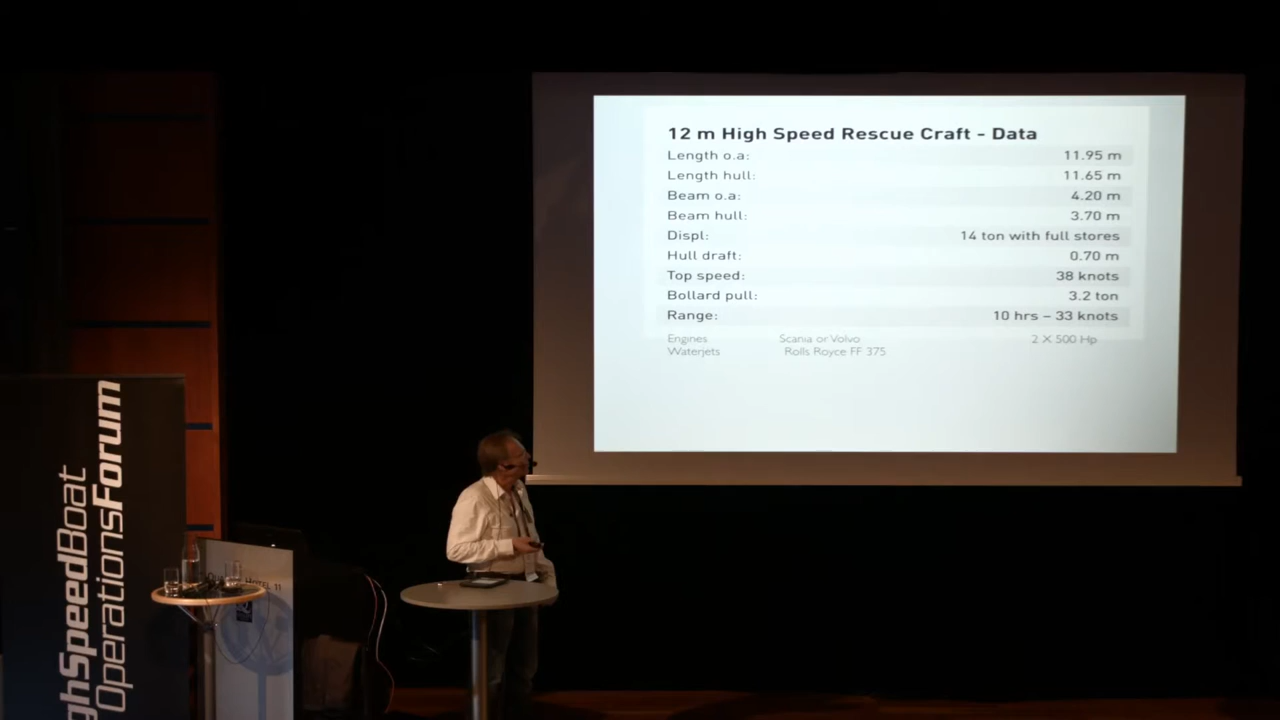 12 m High Speed Rescue Craft - Data
Length o.a: 11.95 m
Length hull: 11.65 m
Beam o.a: 4.20 m
Beam hull: 3.70 m
Displ: 14 ton with full stores
Hull draft: 0.70 m
Top speed: 38 knots
Bollard pull: 3.2 ton
Range: 10 hrs – 33 knots
Engines Scania or Volvo 2 X 500 Hp
Waterjets Rolls Royce FF 375
ghSpeedBoat
OperationsForum
Hotel 11